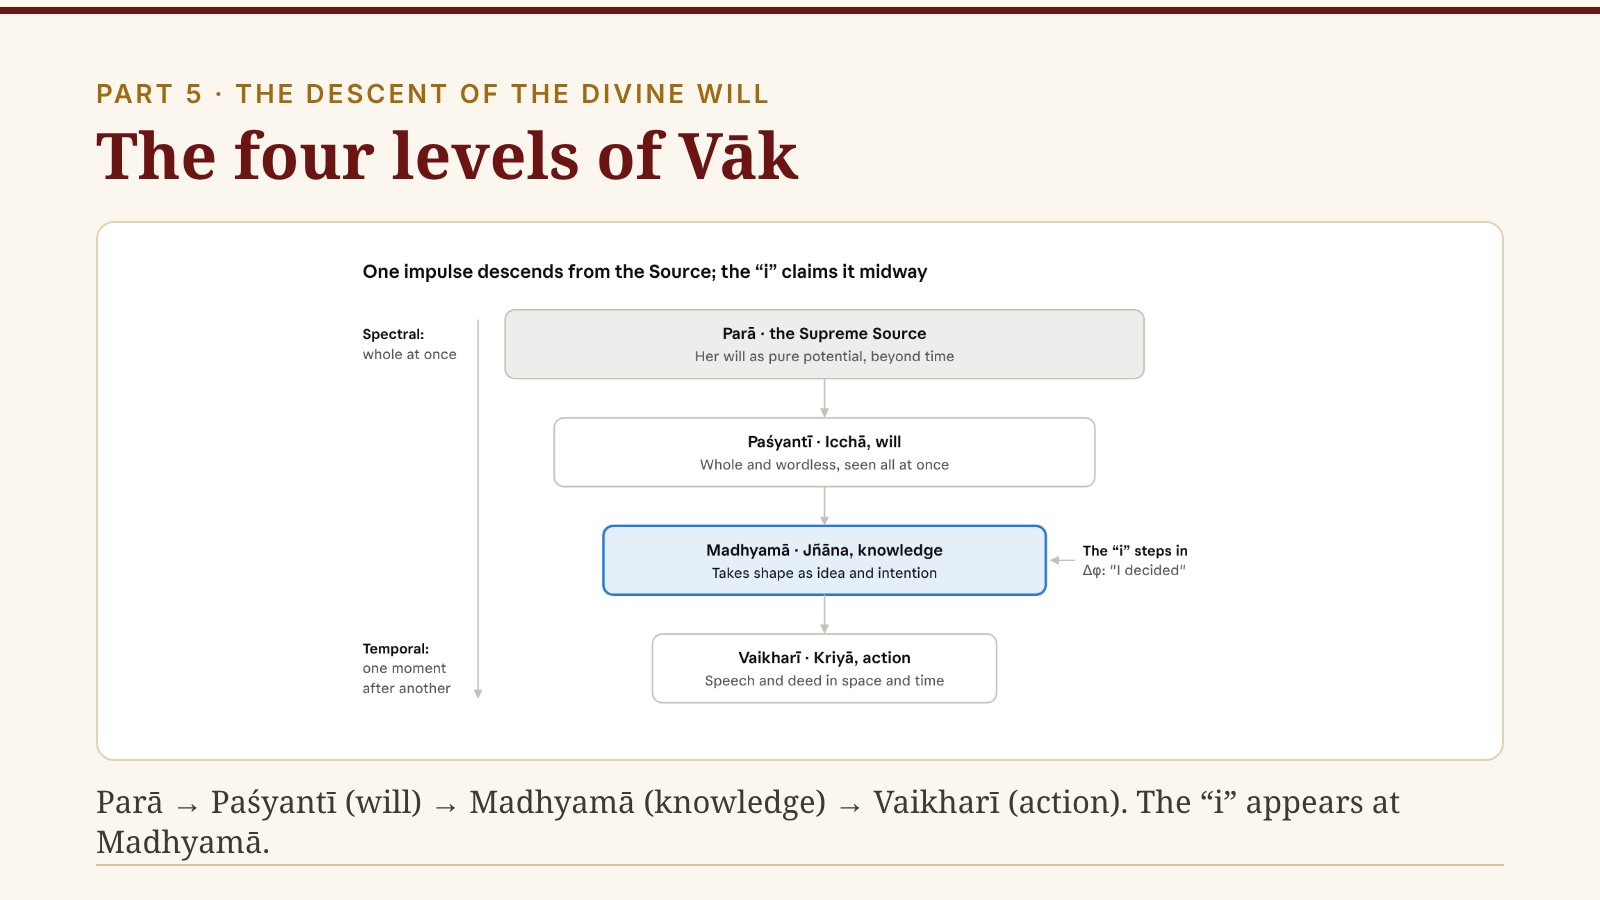 PART 5 · THE DESCENT OF THE DIVINE WILL
The four levels of Vāk
One impulse descends from the Source; the “i” claims it midway
Spectral:
whole at once
Parā · the Supreme Source
Her will as pure potential, beyond time
Paśyantī · Icchā, will
Whole and wordless, seen all at once
Madhyamā · Jñāna, knowledge
Takes shape as idea and intention
The “i” steps in
Δφ: "I decided"
Vaikharī · Kriyā, action
Speech and deed in space and time
Temporal:
one moment
after another
Parā → Paśyantī (will) → Madhyamā (knowledge) → Vaikharī (action). The “i” appears at
Madhyamā.